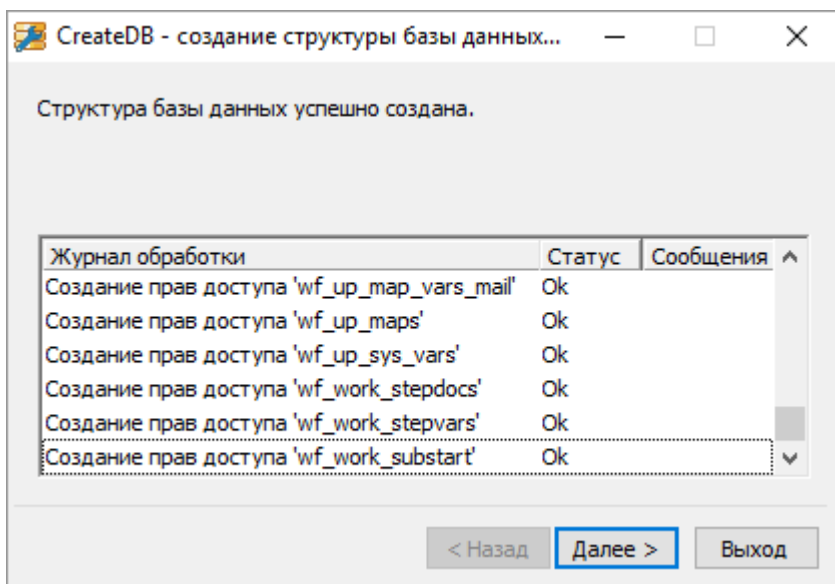 CreateDB - создание структуры базы данных...
Структура базы данных успешно создана.
Журнал обработки Статус Сообщения
Создание прав доступа 'wf_up_map_vars_mail' Ok
Создание прав доступа 'wf_up_maps' Ok
Создание прав доступа 'wf_up_sys_vars' Ok
Создание прав доступа 'wf_work_stepdocs' Ok
Создание прав доступа 'wf_work_stepvars' Ok
Создание прав доступа 'wf_work_substart' Ok
< Назад Далее > Выход